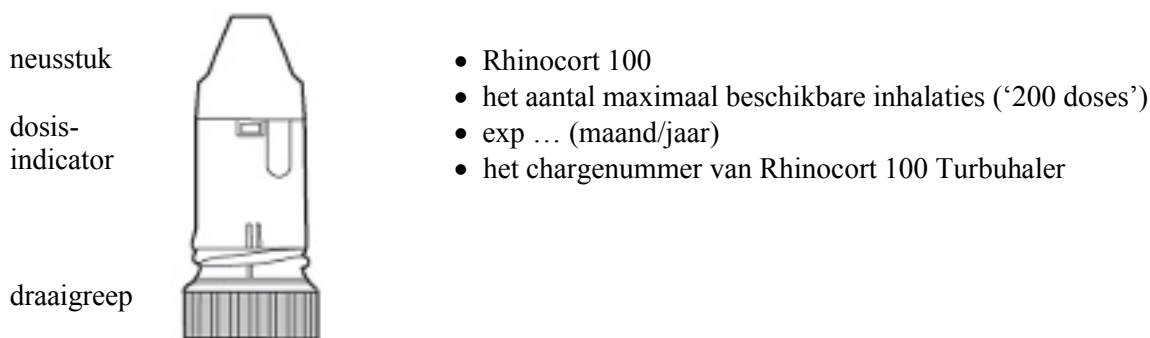 neusstuk
dosis-
indicator
draaigreep
• Rhinocort 100
• het aantal maximaal beschikbare inhalaties (‘200 doses’)
• exp … (maand/jaar)
• het chargenummer van Rhinocort 100 Turbuhaler